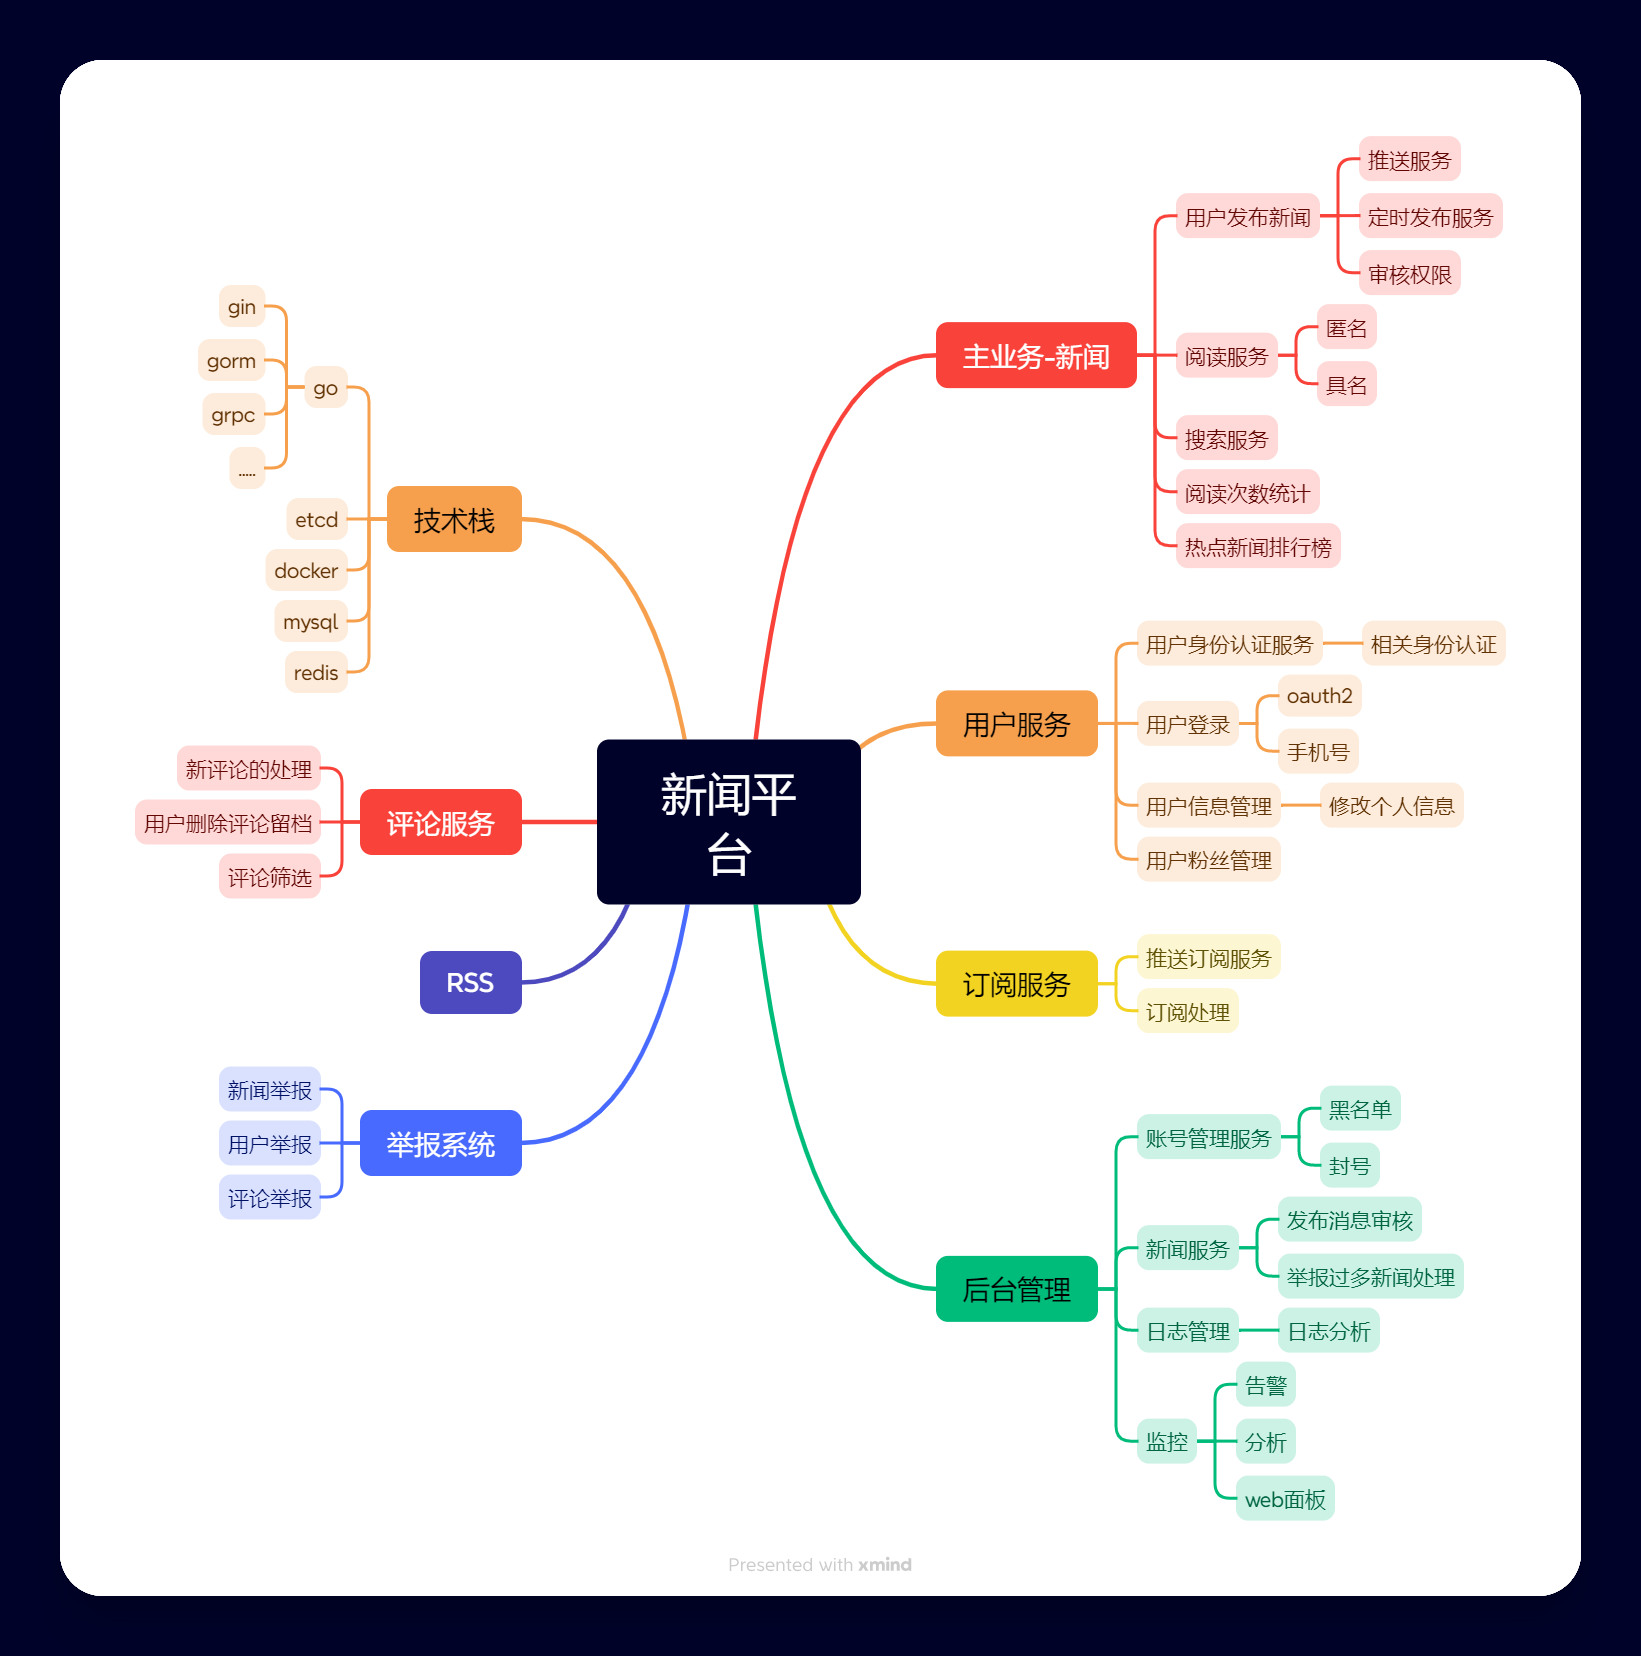 新闻平
台
主业务-新闻
用户发布新闻
推送服务
定时发布服务
审核权限
阅读服务
匿名
具名
搜索服务
阅读次数统计
热点新闻排行榜
用户服务
用户身份认证服务
相关身份认证
用户登录
oauth2
手机号
用户信息管理
修改个人信息
用户粉丝管理
订阅服务
推送订阅服务
订阅处理
后台管理
账号管理服务
黑名单
封号
新闻服务
发布消息审核
举报过多新闻处理
日志管理
日志分析
监控
告警
分析
web面板
技术栈
go
gin
gorm
grpc
.....
etcd
docker
mysql
redis
评论服务
新评论的处理
用户删除评论留档
评论筛选
RSS
举报系统
新闻举报
用户举报
评论举报
Presented with xmind